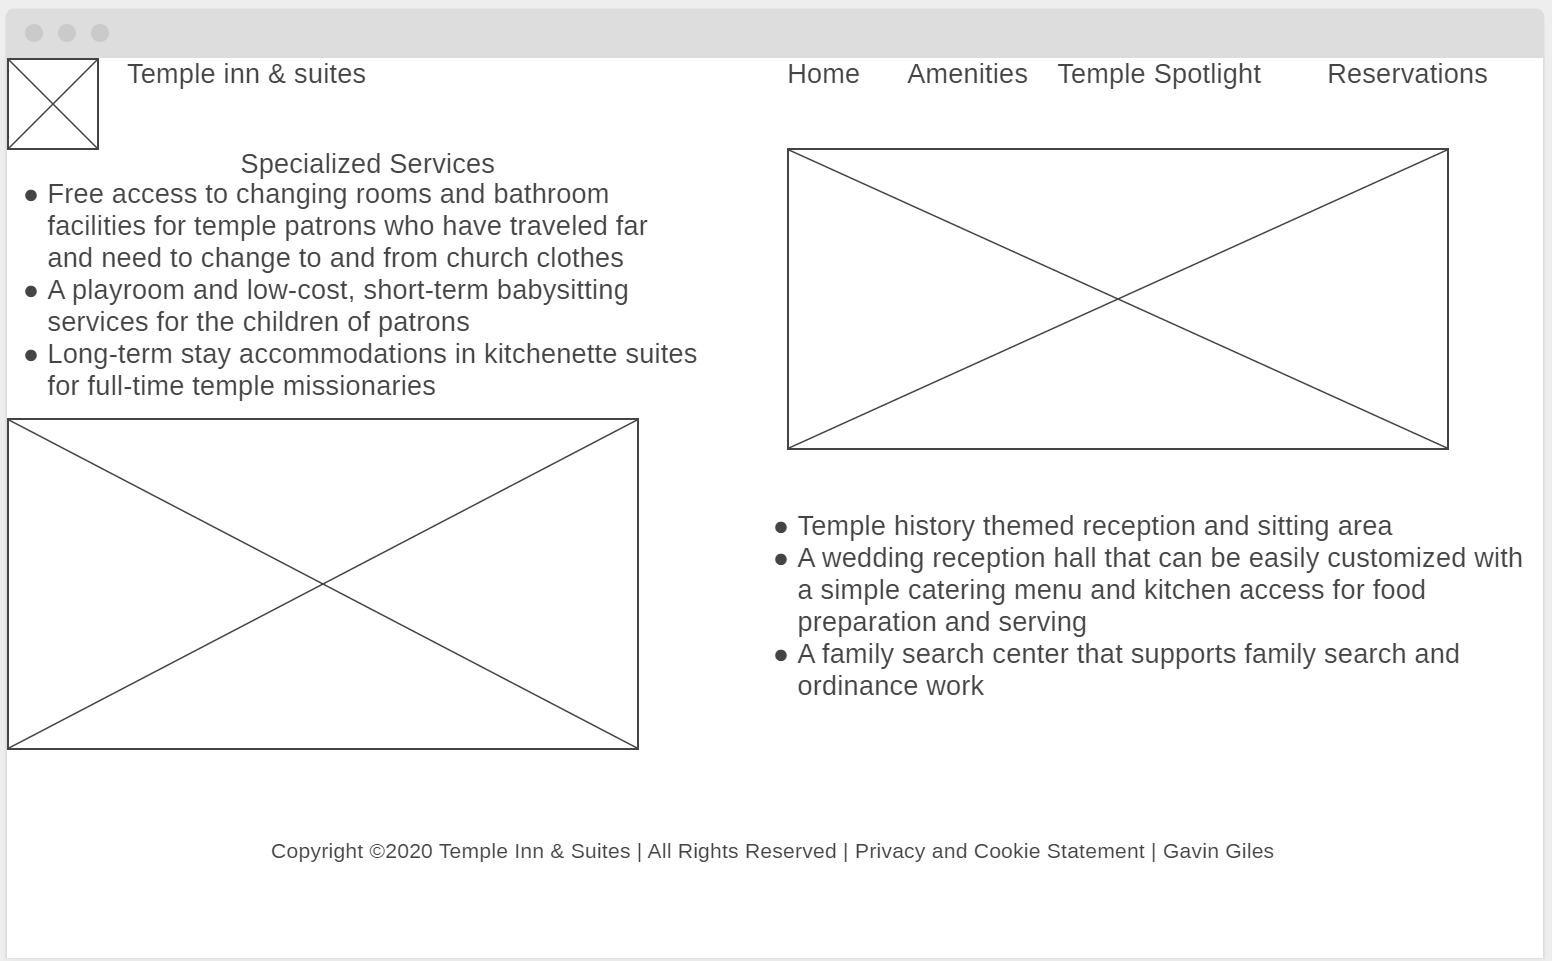 Temple inn & suites
Home Amenities Temple Spotlight Reservations
Specialized Services
● Free access to changing rooms and bathroom
facilities for temple patrons who have traveled far
and need to change to and from church clothes
● A playroom and low-cost, short-term babysitting
services for the children of patrons
● Long-term stay accommodations in kitchenette suites
for full-time temple missionaries
● Temple history themed reception and sitting area
● A wedding reception hall that can be easily customized with
a simple catering menu and kitchen access for food
preparation and serving
● A family search center that supports family search and
ordinance work
Copyright ©2020 Temple Inn & Suites | All Rights Reserved | Privacy and Cookie Statement | Gavin Giles